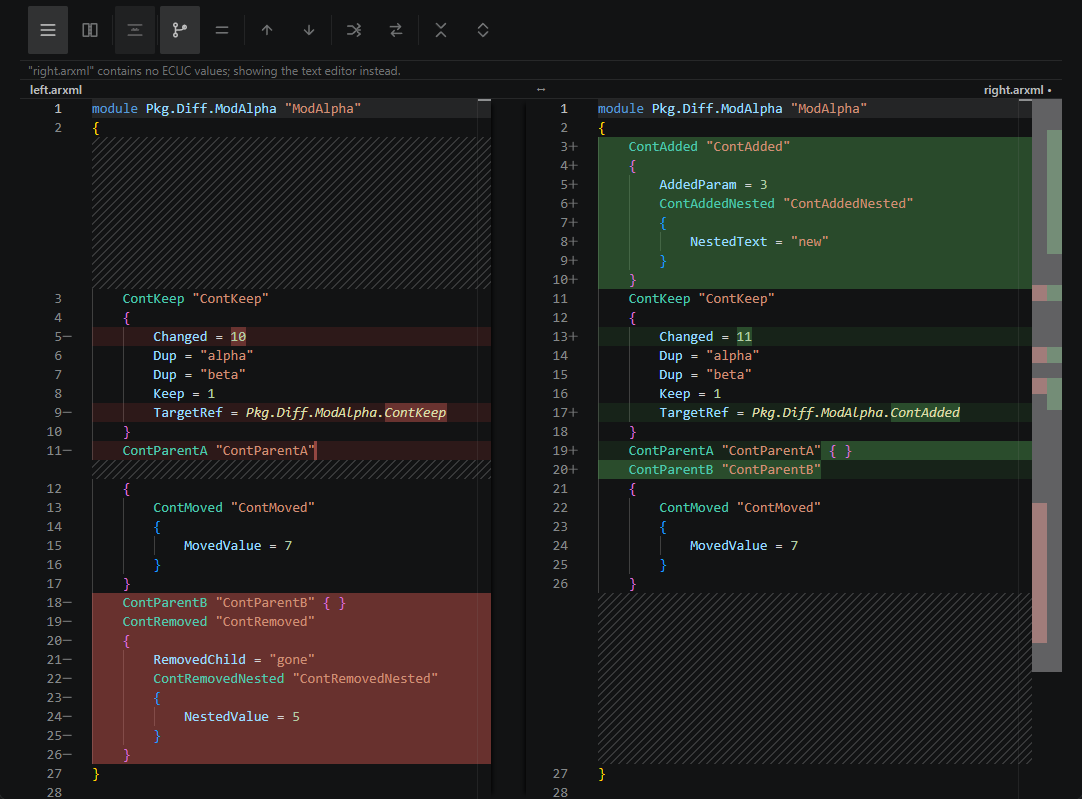 "right.arxml" contains no ECUC values; showing the text editor instead.
left.arxml ↔ right.arxml •
1 module Pkg.Diff.ModAlpha "ModAlpha"
2 {
3 ContKeep "ContKeep"
4 {
5− Changed = 10
6 Dup = "alpha"
7 Dup = "beta"
8 Keep = 1
9− TargetRef = Pkg.Diff.ModAlpha.ContKeep
10 }
11− ContParentA "ContParentA"
12 {
13 ContMoved "ContMoved"
14 {
15 MovedValue = 7
16 }
17 }
18− ContParentB "ContParentB" { }
19− ContRemoved "ContRemoved"
20− {
21− RemovedChild = "gone"
22− ContRemovedNested "ContRemovedNested"
23− {
24− NestedValue = 5
25− }
26− }
27 }
28
1 module Pkg.Diff.ModAlpha "ModAlpha"
2 {
3+ ContAdded "ContAdded"
4+ {
5+ AddedParam = 3
6+ ContAddedNested "ContAddedNested"
7+ {
8+ NestedText = "new"
9+ }
10+ }
11 ContKeep "ContKeep"
12 {
13+ Changed = 11
14 Dup = "alpha"
15 Dup = "beta"
16 Keep = 1
17+ TargetRef = Pkg.Diff.ModAlpha.ContAdded
18 }
19+ ContParentA "ContParentA" { }
20+ ContParentB "ContParentB"
21 {
22 ContMoved "ContMoved"
23 {
24 MovedValue = 7
25 }
26 }
27 }
28